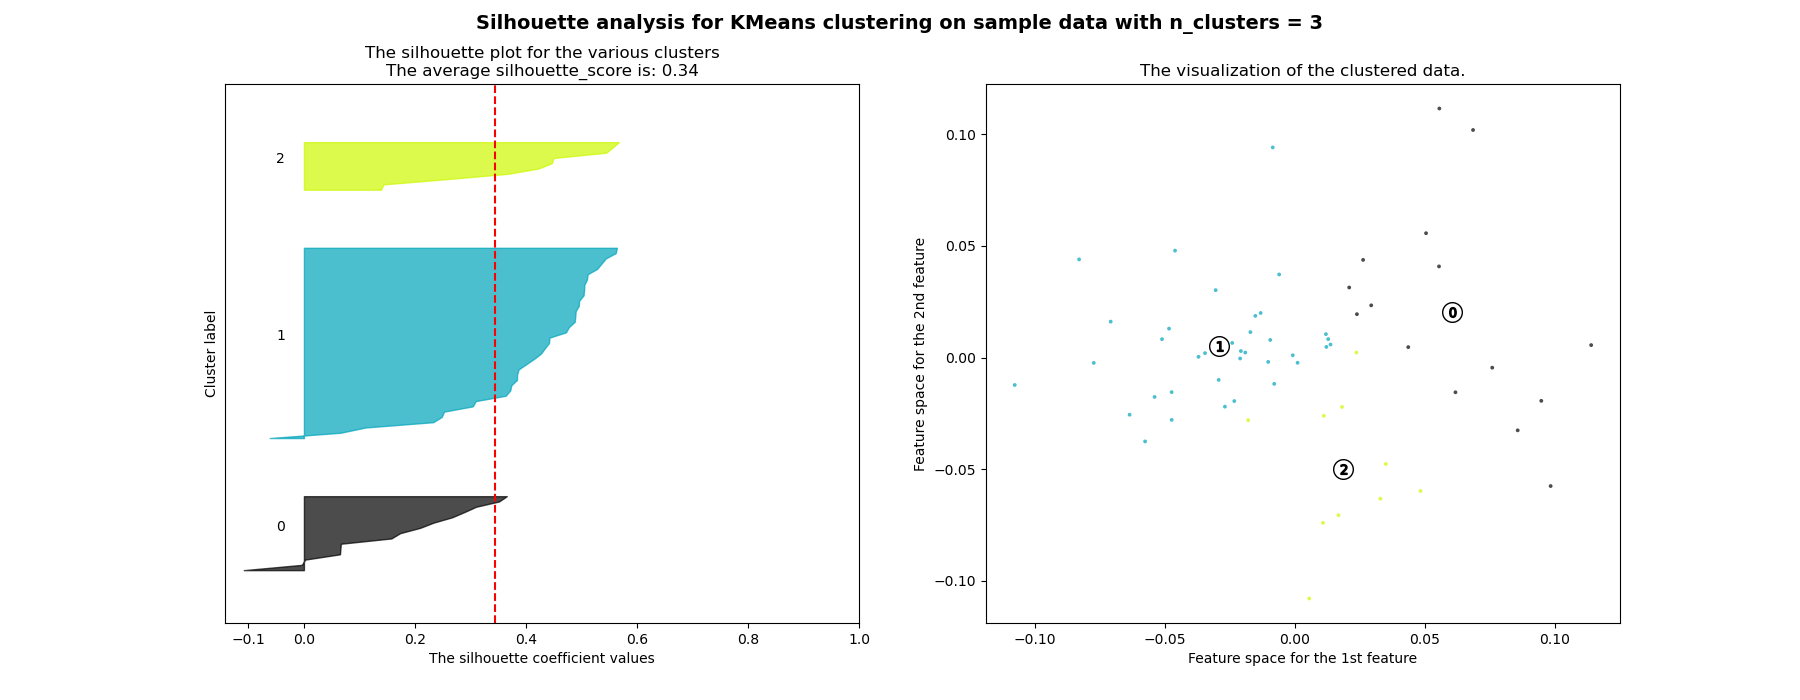 Silhouette analysis for KMeans clustering on sample data with n_clusters = 3
The silhouette plot for the various clusters
The average silhouette_score is: 0.34
2
1
0
Cluster label
−0.1 0.0 0.2 0.4 0.6 0.8 1.0
The silhouette coefficient values
The visualization of the clustered data.
0.10
0.05
0.00
−0.05
−0.10
Feature space for the 2nd feature
0
1
2
−0.10 −0.05 0.00 0.05 0.10
Feature space for the 1st feature